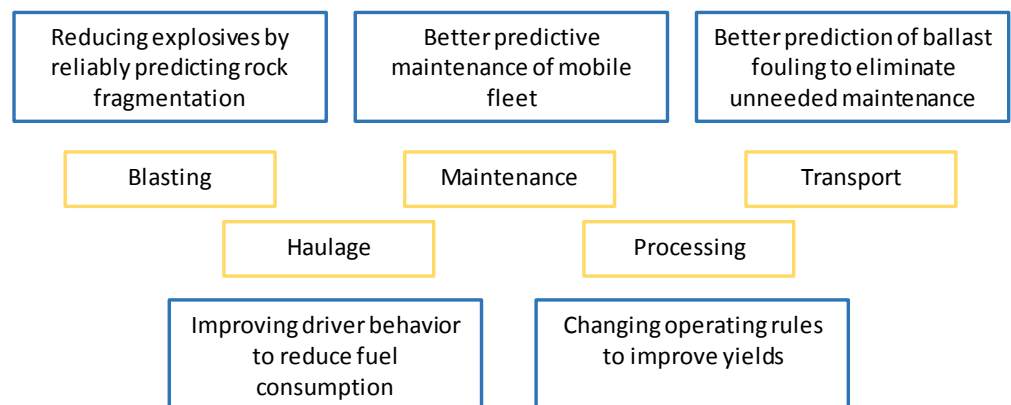 Reducing explosives by
reliably predicting rock
fragmentation
Better predictive
maintenance of mobile
fleet
Better prediction of ballast
fouling to eliminate
unneeded maintenance
Blasting
Maintenance
Transport
Haulage
Processing
Improving driver behavior
to reduce fuel
consumption
Changing operating rules
to improve yields